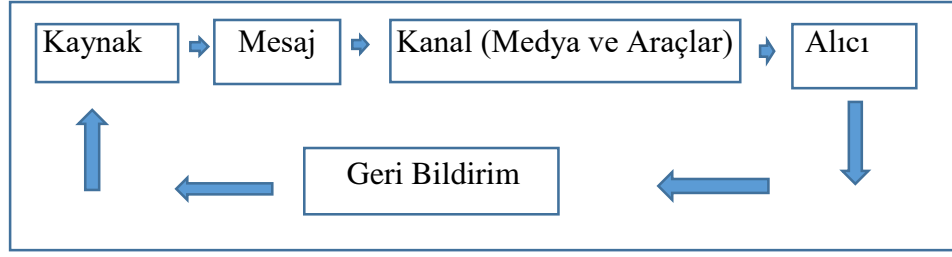 Kaynak Mesaj Kanal (Medya ve Araçlar) Alıcı
Geri Bildirim